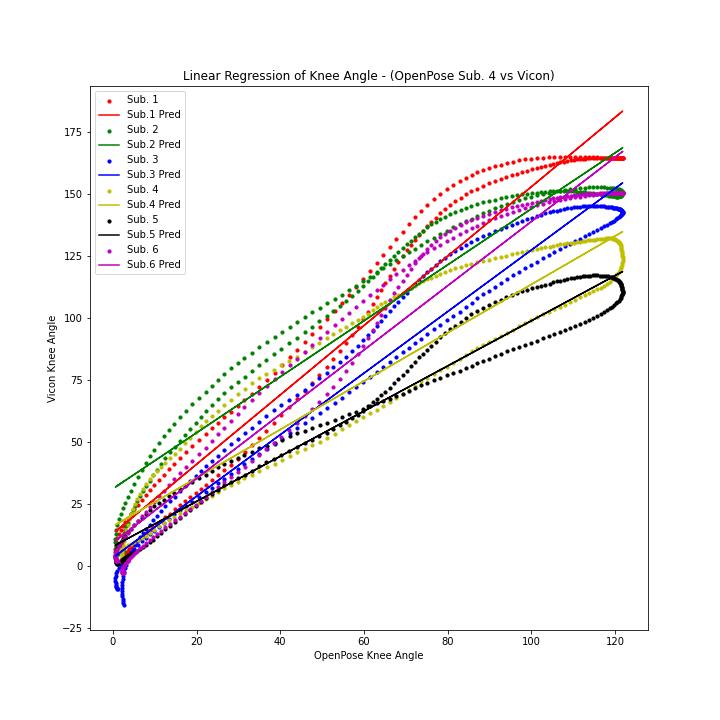 Linear Regression of Knee Angle - (OpenPose Sub. 4 vs Vicon)
Sub. 1
Sub.1 Pred
Sub. 2
Sub.2 Pred
Sub. 3
Sub.3 Pred
Sub. 4
Sub.4 Pred
Sub. 5
Sub.5 Pred
Sub. 6
Sub.6 Pred
Vicon Knee Angle
175
150
125
100
75
50
25
0
−25
0 20 40 60 80 100 120
OpenPose Knee Angle